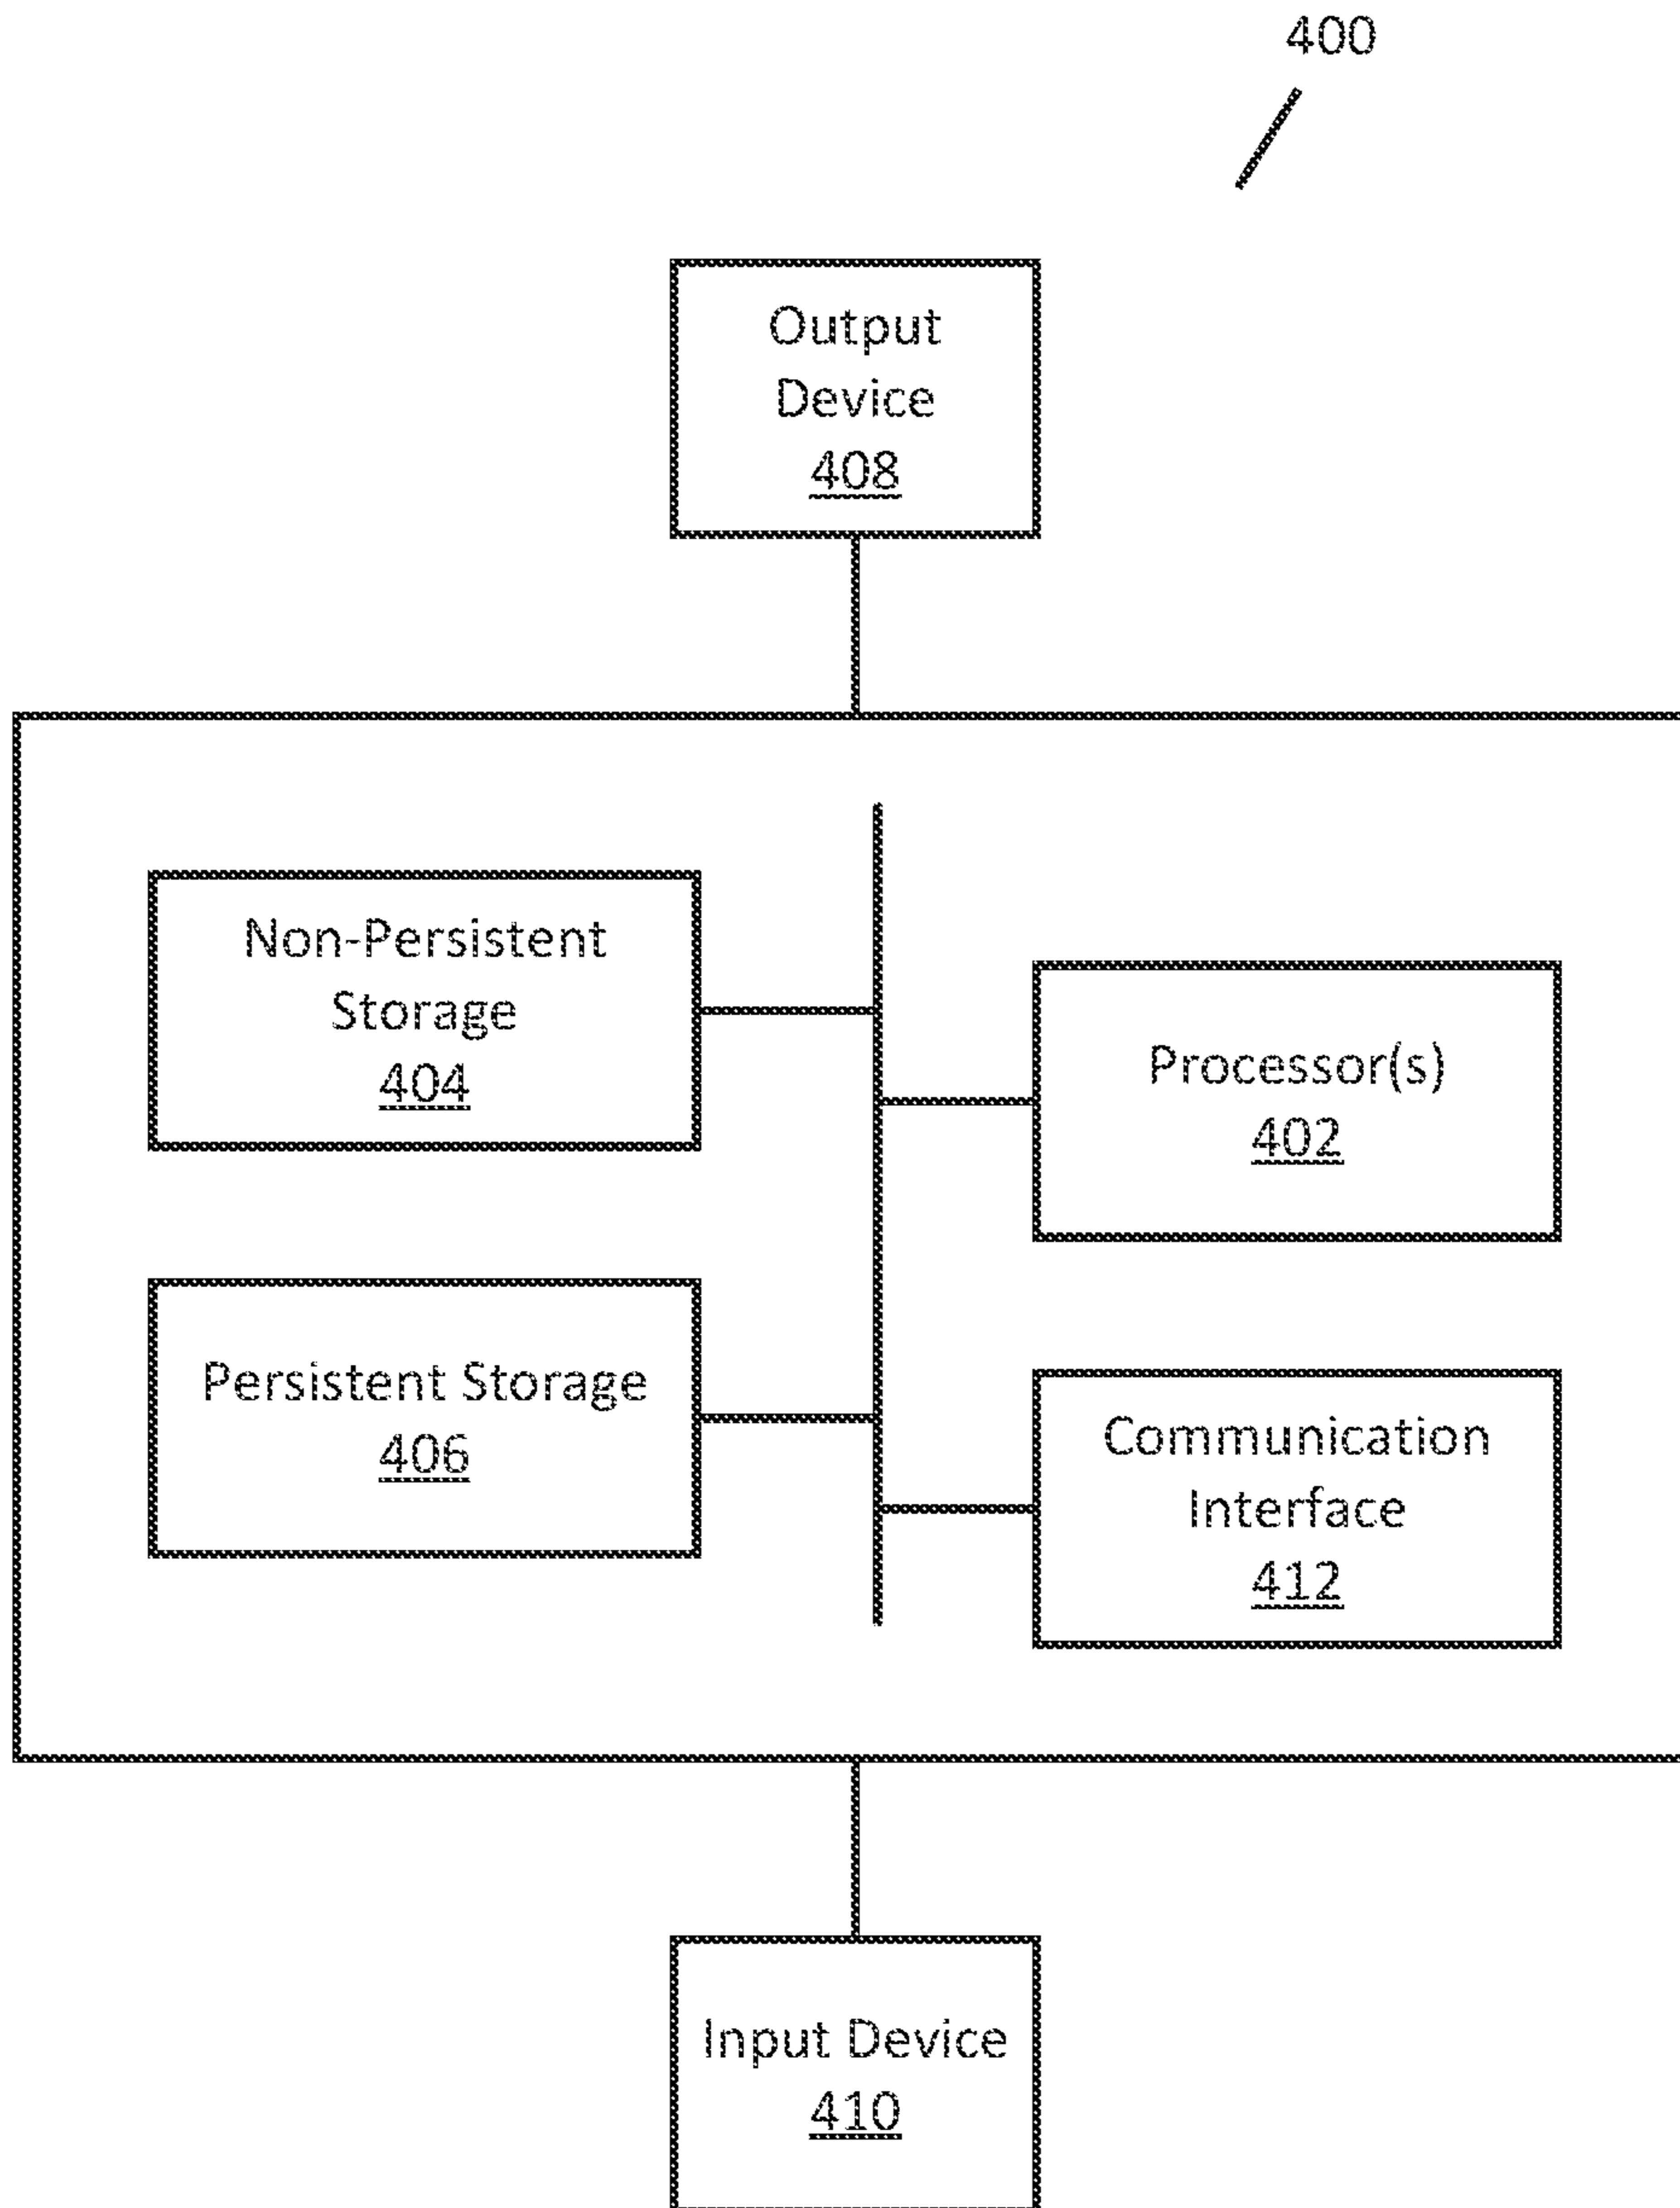 400
Output
Device
408
Non-Persistent
Storage
404
Processor(s)
402
Persistent Storage
406
Communication
Interface
412
Input Device
410